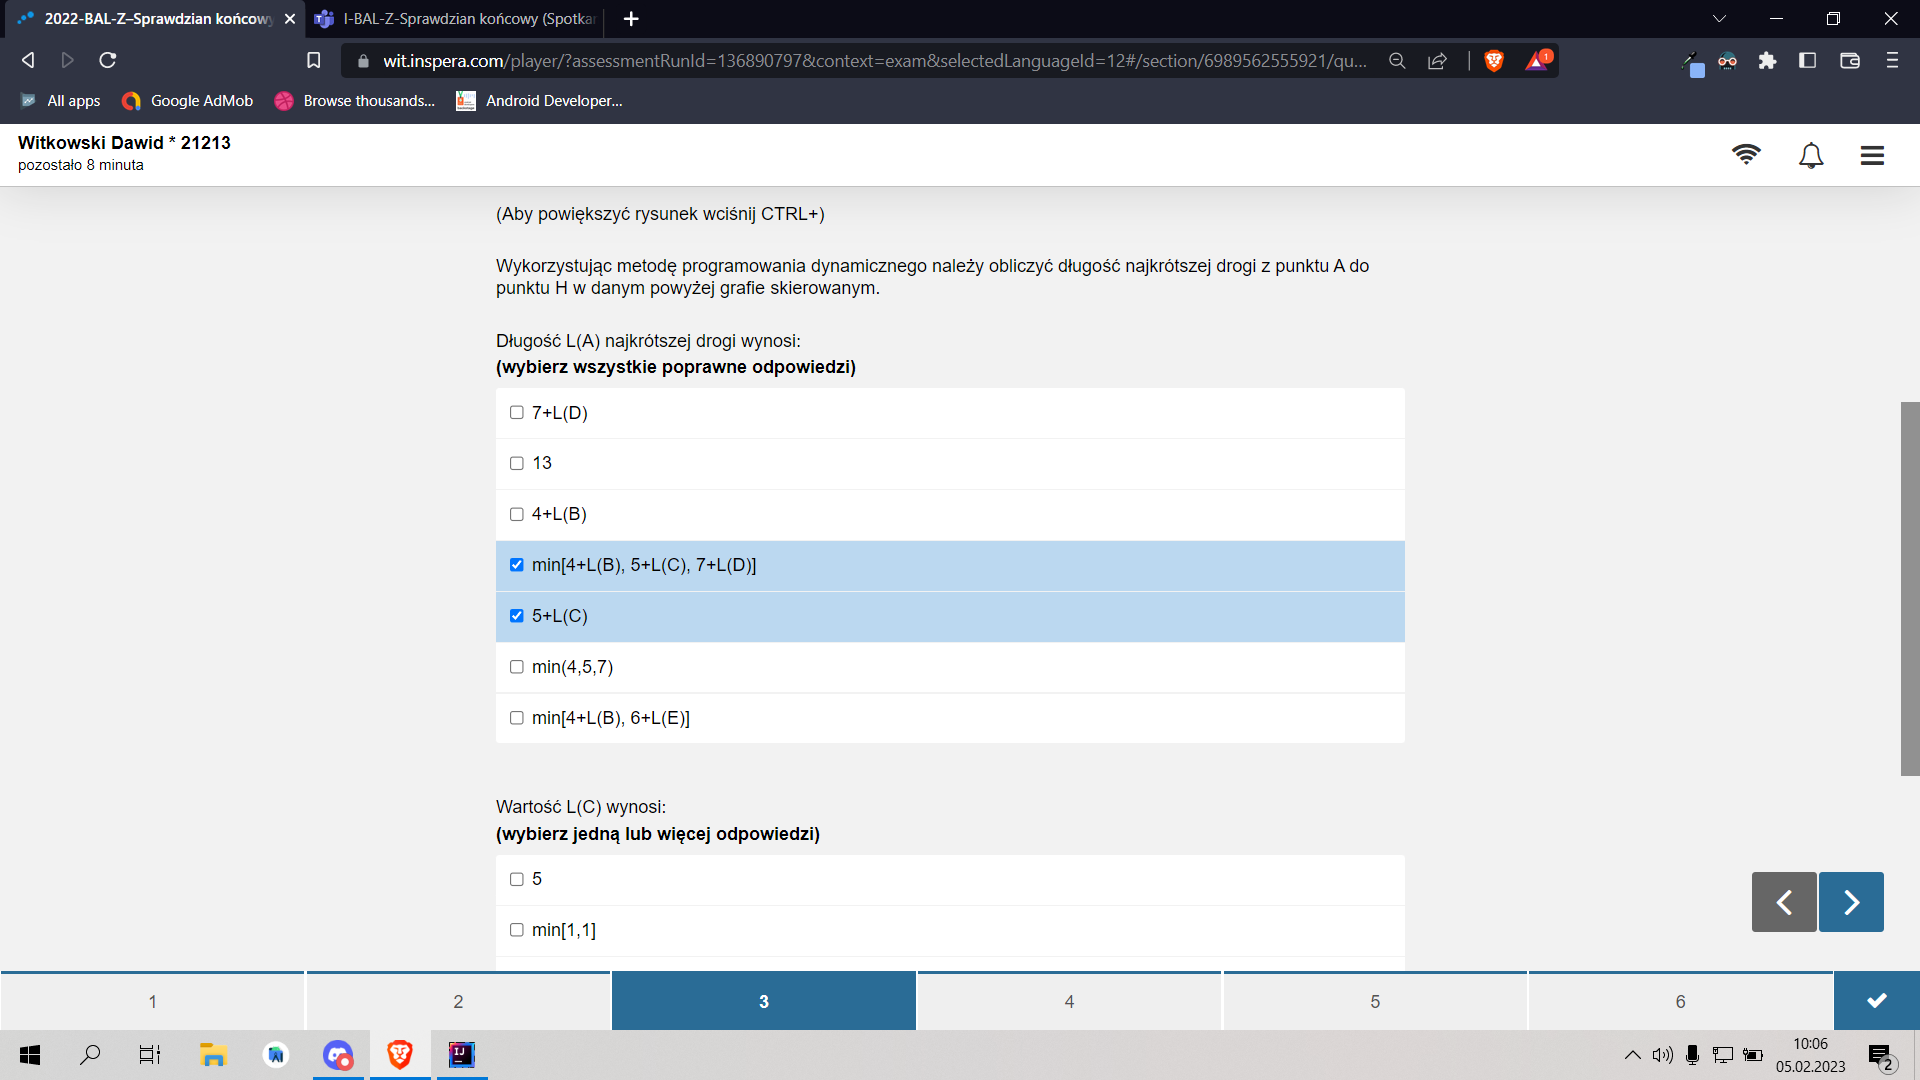 2022-BAL-Z–Sprawdzian końcowy
I-BAL-Z-Sprawdzian końcowy (Spotkan
wit.inspera.com/player/?assessmentRunId=136890797&context=exam&selectedLanguageId=12#/section/6989562555921/qu...
1
All apps
Google AdMob
Browse thousands...
Android Developer...
Witkowski Dawid * 21213
pozostało 8 minuta
(Aby powiększyć rysunek wciśnij CTRL+)
Wykorzystując metodę programowania dynamicznego należy obliczyć długość najkrótszej drogi z punktu A do
punktu H w danym powyżej grafie skierowanym.
Długość L(A) najkrótszej drogi wynosi:
(wybierz wszystkie poprawne odpowiedzi)
7+L(D)
13
4+L(B)
min[4+L(B), 5+L(C), 7+L(D)]
5+L(C)
min(4,5,7)
min[4+L(B), 6+L(E)]
Wartość L(C) wynosi:
(wybierz jedną lub więcej odpowiedzi)
5
min[1,1]
1
2
3
4
5
6
IJ
10:06
05.02.2023
2